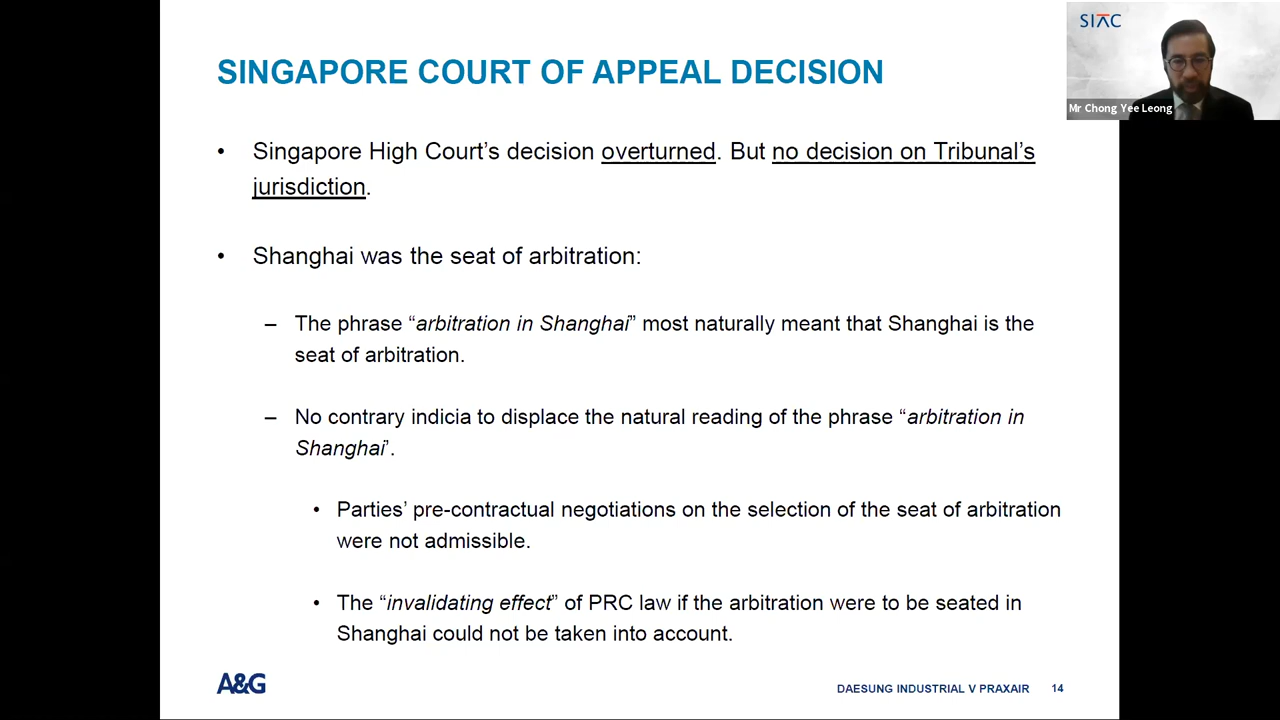 SIAC
Mr Chong Yee Leong
SINGAPORE COURT OF APPEAL DECISION
• Singapore High Court’s decision overturned. But no decision on Tribunal’s
jurisdiction.
• Shanghai was the seat of arbitration:
– The phrase “arbitration in Shanghai” most naturally meant that Shanghai is the
seat of arbitration.
– No contrary indicia to displace the natural reading of the phrase “arbitration in
Shanghai’.
• Parties’ pre-contractual negotiations on the selection of the seat of arbitration
were not admissible.
• The “invalidating effect” of PRC law if the arbitration were to be seated in
Shanghai could not be taken into account.
A&G
DAESUNG INDUSTRIAL V PRAXAIR 14